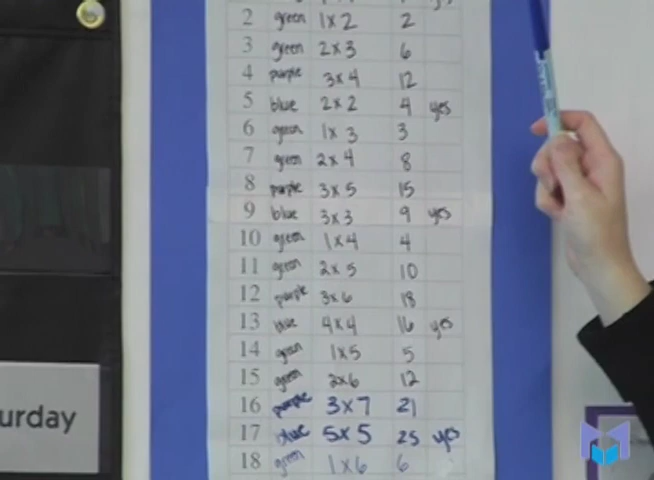 yes
2 green 1x2 2
3 green 2x3 6
4 purple 3x4 12
5 blue 2x2 4 yes
6 green 1x3 3
7 green 2x4 8
8 purple 3x5 15
9 blue 3x3 9 yes
10 green 1x4 4
11 green 2x5 10
12 purple 3x6 18
13 blue 4x4 16 yes
14 green 1x5 5
15 green 2x6 12
16 purple 3x7 21
17 blue 5x5 25 yes
18 green 1x6 6
urday